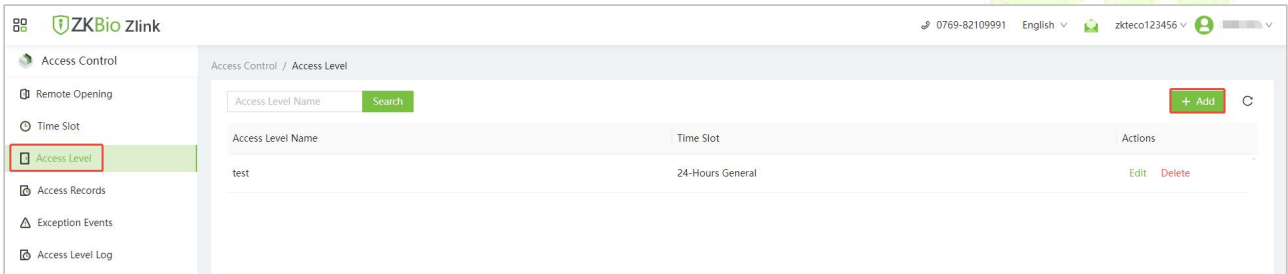 ZKBio Zlink
0769-82109991 English zkteco123456
Access Control
Access Control / Access Level
Remote Opening
Access Level Name Search + Add
Time Slot
Access Level Name Time Slot Actions
Access Level
test 24-Hours General Edit Delete
Access Records
Exception Events
Access Level Log